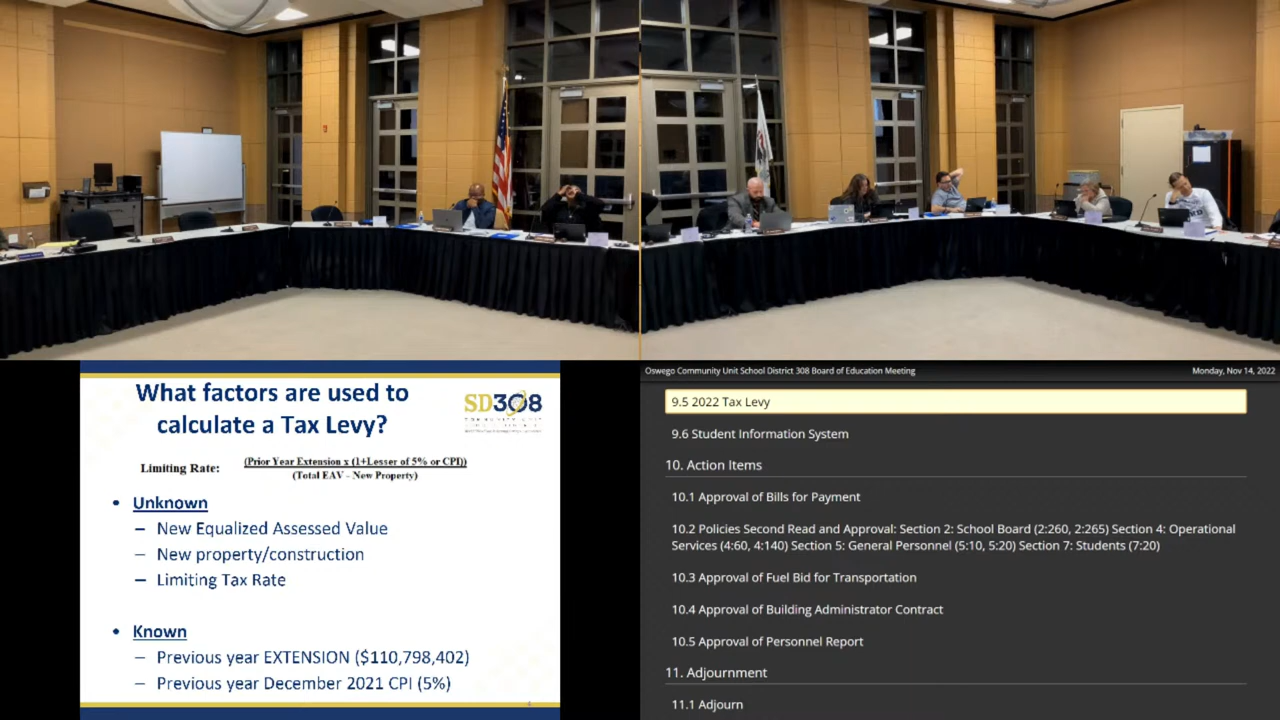 What factors are used to
calculate a Tax Levy?
SD308
Limiting Rate: (Prior Year Extension x (1+Lesser of 5% or CPI))
(Total EAV - New Property)
• Unknown
– New Equalized Assessed Value
– New property/construction
– Limiting Tax Rate
• Known
– Previous year EXTENSION ($110,798,402)
– Previous year December 2021 CPI (5%)
4
Oswego Community Unit School District 308 Board of Education Meeting
Monday, Nov 14, 2022
9.5 2022 Tax Levy
9.6 Student Information System
10. Action Items
10.1 Approval of Bills for Payment
10.2 Policies Second Read and Approval: Section 2: School Board (2:260, 2:265) Section 4: Operational
Services (4:60, 4:140) Section 5: General Personnel (5:10, 5:20) Section 7: Students (7:20)
10.3 Approval of Fuel Bid for Transportation
10.4 Approval of Building Administrator Contract
10.5 Approval of Personnel Report
11. Adjournment
11.1 Adjourn